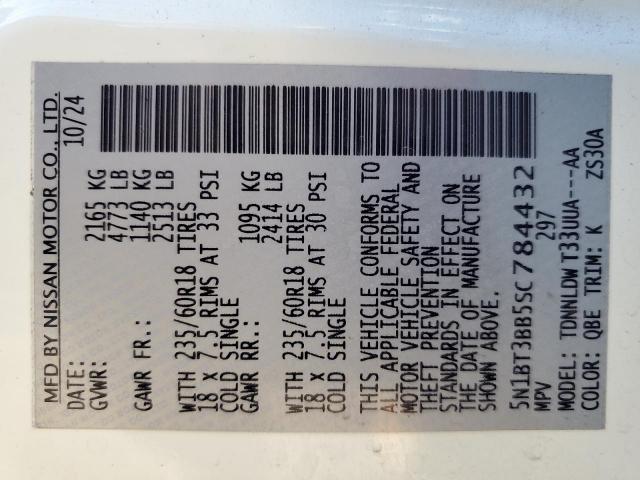 MFD BY NISSAN MOTOR CO., LTD.
DATE: 10/24
GVWR: 2165 KG
4773 LB
GAWR FR.: 1140 KG
2513 LB
WITH 235/60R18 TIRES
18 X 7.5 RIMS AT 33 PSI
COLD SINGLE
GAWR RR.: 1095 KG
2414 LB
WITH 235/60R18 TIRES
18 X 7.5 RIMS AT 30 PSI
COLD SINGLE
THIS VEHICLE CONFORMS TO
ALL APPLICABLE FEDERAL
MOTOR VEHICLE SAFETY AND
THEFT PREVENTION
STANDARDS IN EFFECT ON
THE DATE OF MANUFACTURE
SHOWN ABOVE.
5N1BT3BB5SC784432
MPV 297
MODEL: TDNNLDW T33UUA---AA
COLOR: QBE TRIM: K ZS30A